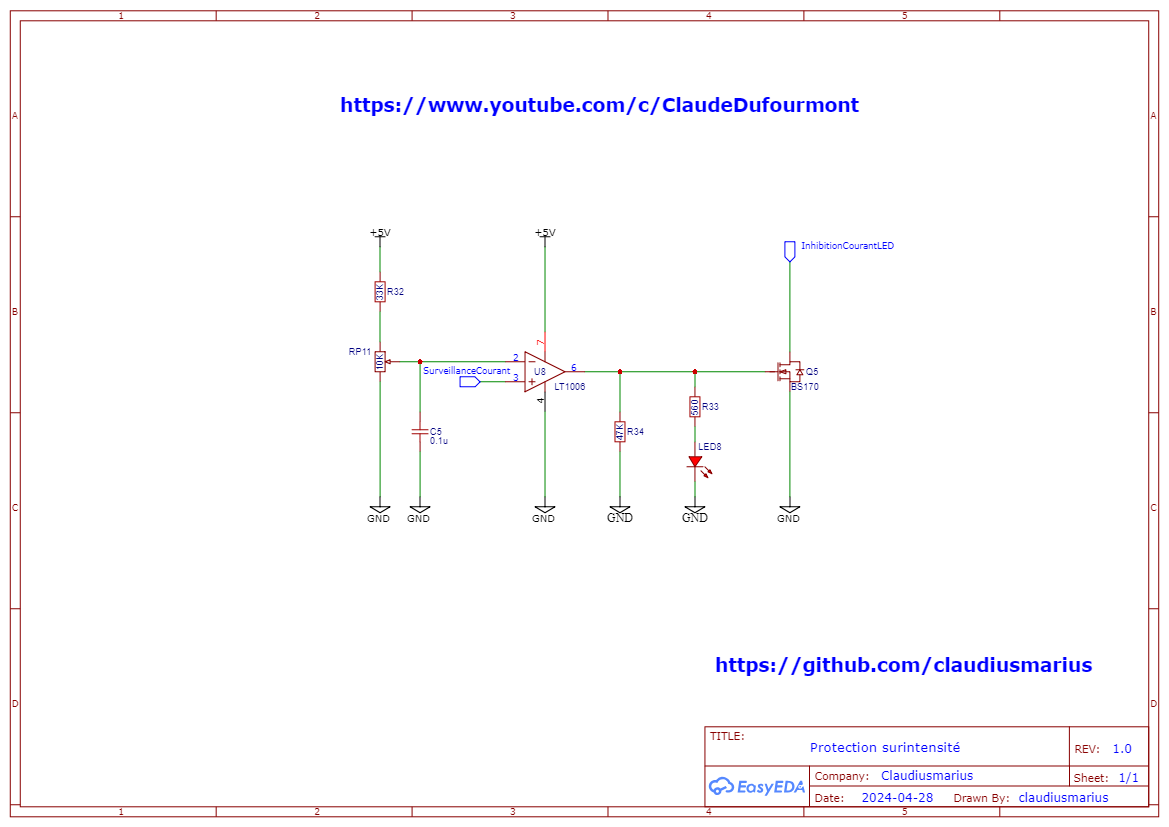 1 2 3 4 5
A A
https://www.youtube.com/c/ClaudeDufourmont
+5V +5V
InhibitionCourantLED
33K R32
B B
RP11 10K
7
2
SurveillanceCourant
3
U8
6
LT1006
4
Q5
BS170
560 R33
C5
0.1u
47K R34
LED8
C C
GND GND GND GND GND GND
https://github.com/claudiusmarius
D D
TITLE:
Protection surintensité
REV: 1.0
EasyEDA
Company: Claudiusmarius
Sheet: 1/1
Date: 2024-04-28 Drawn By: claudiusmarius
1 2 3 4 5